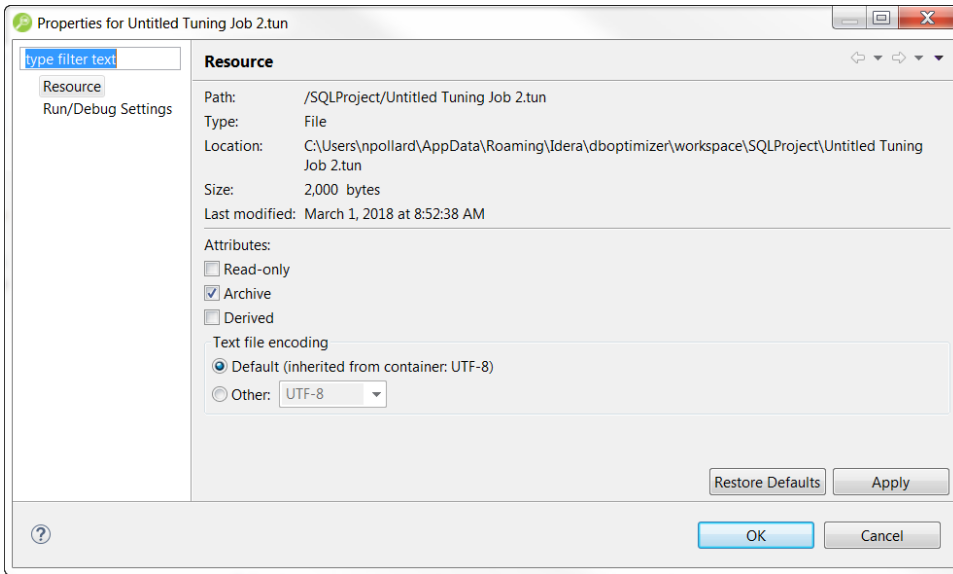 Properties for Untitled Tuning Job 2.tun
type filter text
Resource
Run/Debug Settings
Resource
Path: /SQLProject/Untitled Tuning Job 2.tun
Type: File
Location: C:\Users\npollard\AppData\Roaming\Idera\dboptimizer\workspace\SQLProject\Untitled Tuning
Job 2.tun
Size: 2,000 bytes
Last modified: March 1, 2018 at 8:52:38 AM
Attributes:
Read-only
Archive
Derived
Text file encoding
Default (inherited from container: UTF-8)
Other: UTF-8
Restore Defaults Apply
? OK Cancel